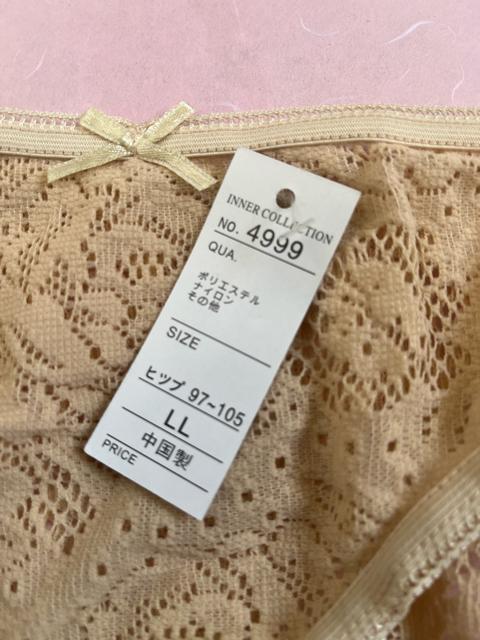 INNER COLLECTION
NO. 4999
QUA.
ポリエステル
ナイロン
その他
SIZE
ヒップ 97~105
LL
中国製
PRICE